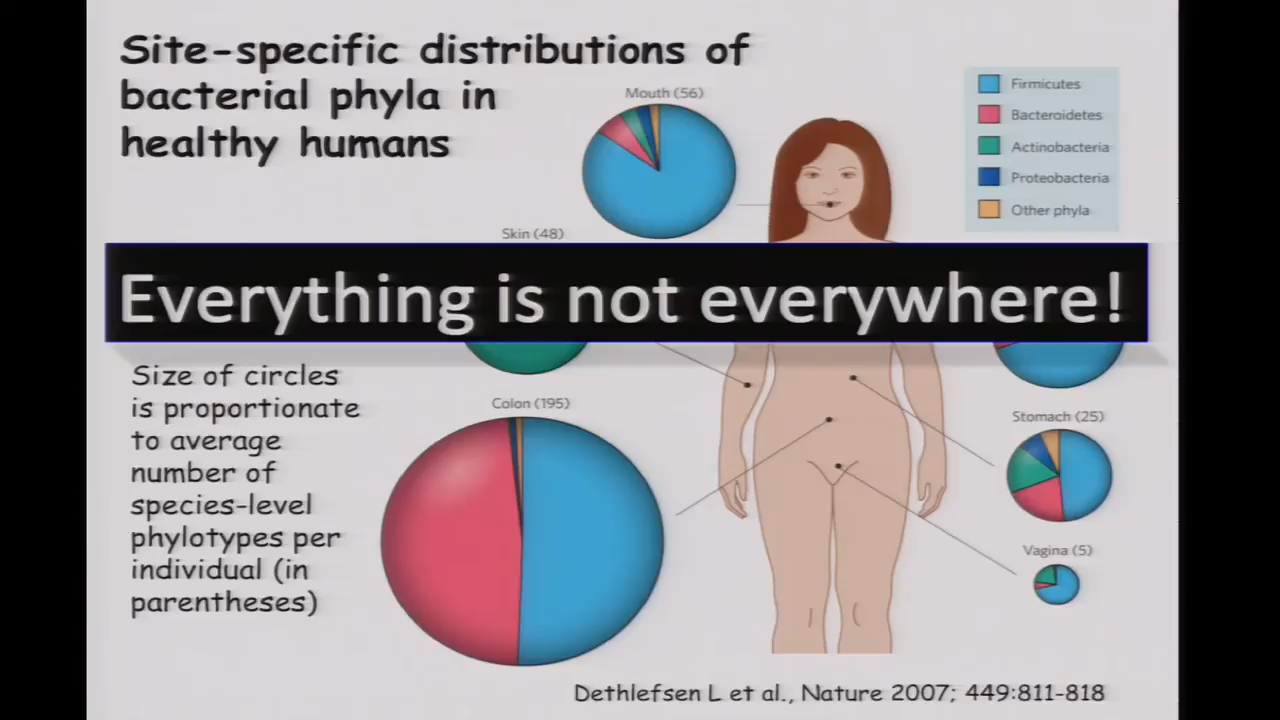 Site-specific distributions of
bacterial phyla in
healthy humans
Mouth (56)
Firmicutes
Bacteroidetes
Actinobacteria
Proteobacteria
Other phyla
Skin (48)
Everything is not everywhere!
Size of circles
is proportionate
to average
number of
species-level
phylotypes per
individual (in
parentheses)
Colon (195)
Stomach (25)
Vagina (5)
Dethlefsen L et al., Nature 2007; 449:811-818